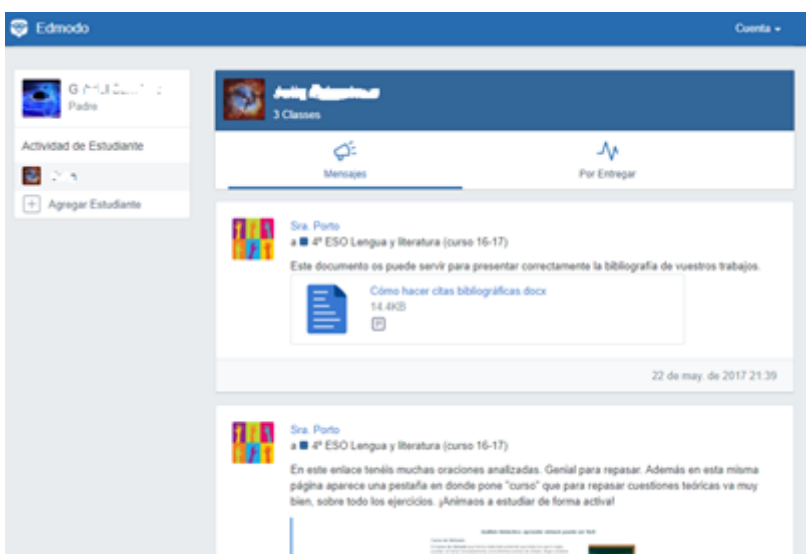 Edmodo
Cuenta
Padre
3 Classes
Actividad de Estudiante
Mensajes
Por Entregar
Agregar Estudiante
Sra. Porto
a 4º ESO Lengua y literatura (curso 16-17)
Este documento os puede servir para presentar correctamente la bibliografía de vuestros trabajos.
Cómo hacer citas bibliográficas.docx
14.4KB
22 de may. de 2017 21:39
Sra. Porto
a 4º ESO Lengua y literatura (curso 16-17)
En este enlace tenéis muchas oraciones analizadas. Genial para repasar. Además en esta misma
página aparece una pestaña en donde pone "curso" que para repasar cuestiones teóricas va muy
bien, sobre todo los ejercicios. ¡Animaos a estudiar de forma activa!